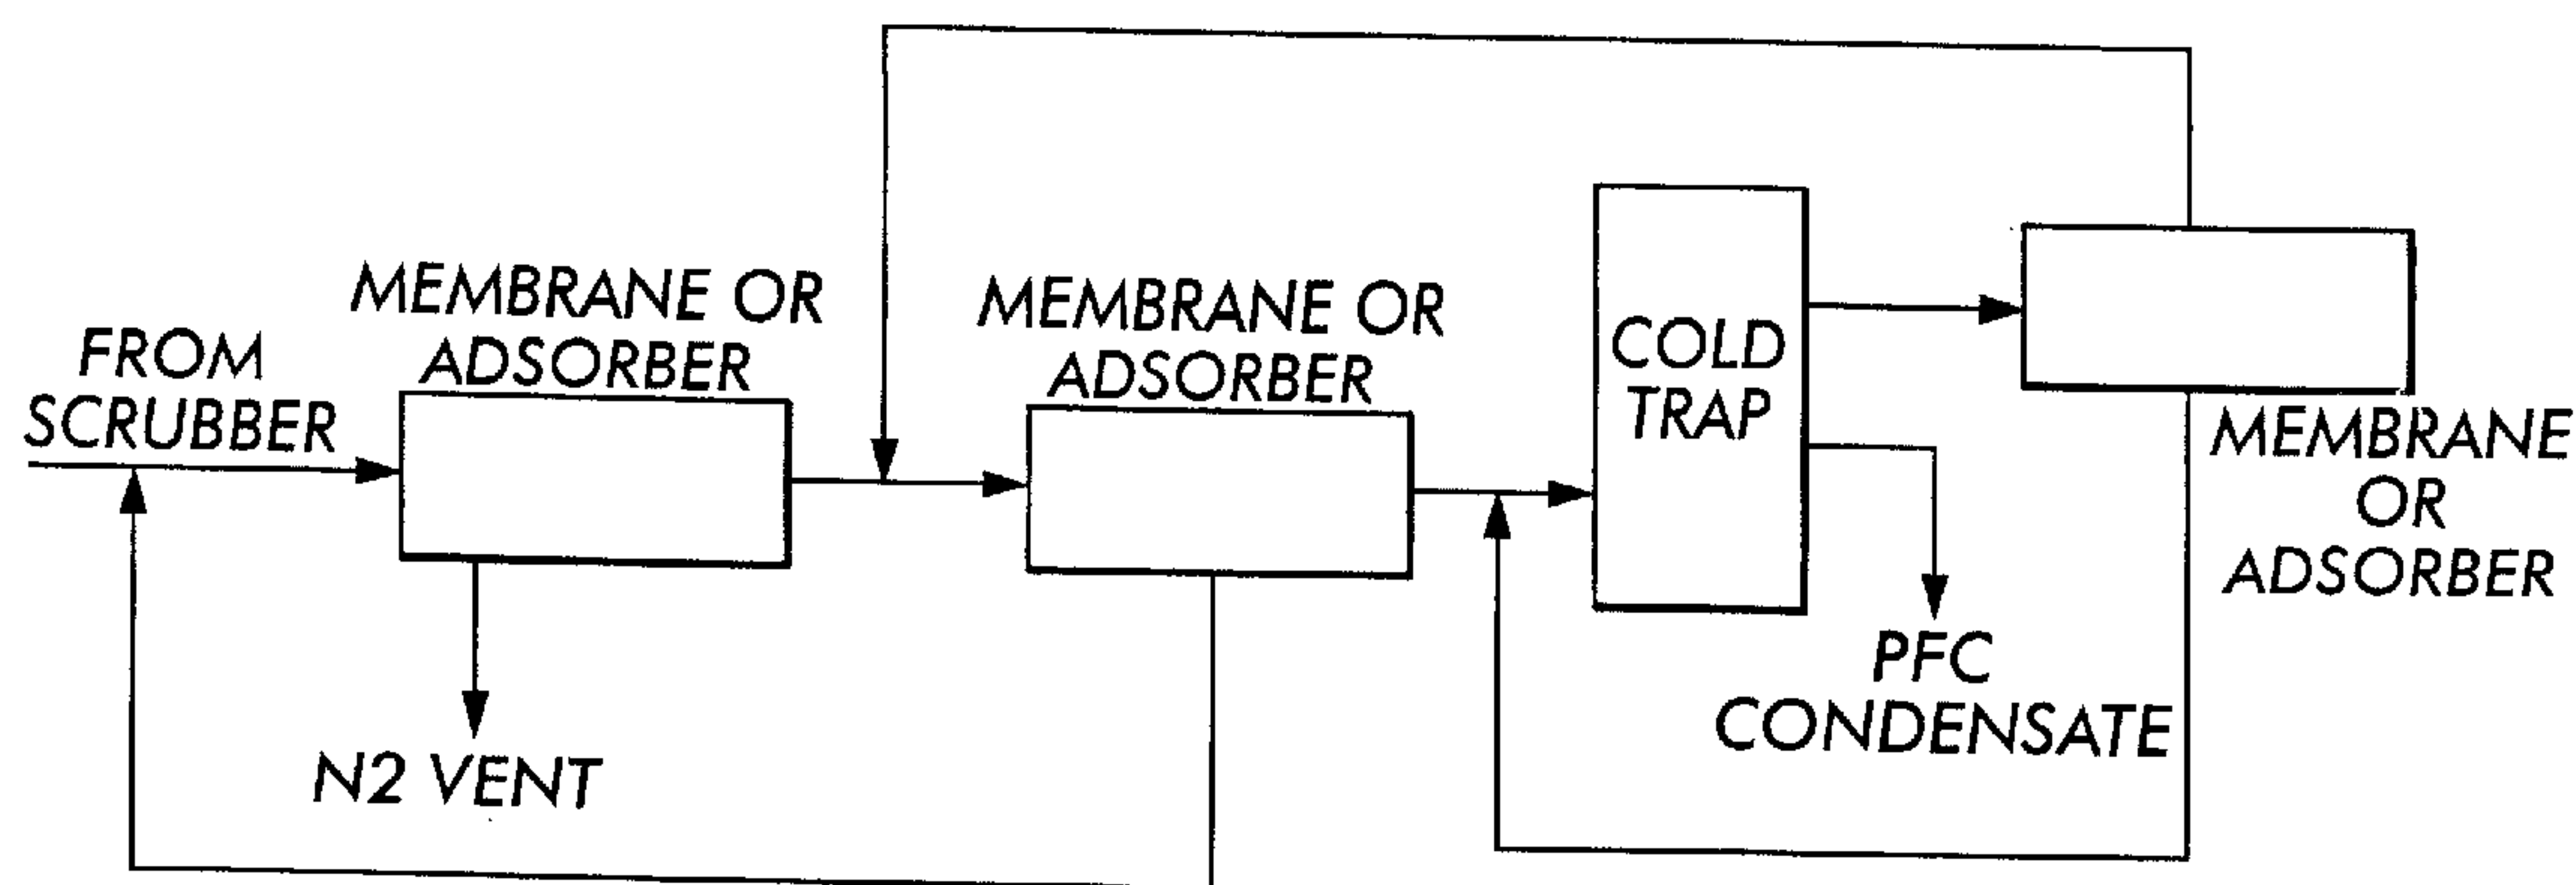 FROM
SCRUBBER
MEMBRANE OR
ADSORBER
N2 VENT
MEMBRANE OR
ADSORBER
COLD
TRAP
PFC
CONDENSATE
MEMBRANE
OR
ADSORBER